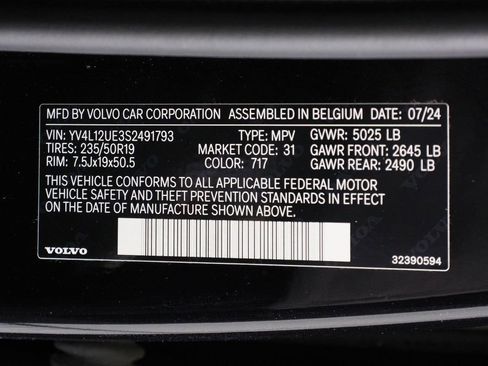 MFD BY VOLVO CAR CORPORATION ASSEMBLED IN BELGIUM DATE: 07/24
VIN: YV4L12UE3S2491793 TYPE: MPV GVWR: 5025 LB
TIRES: 235/50R19 MARKET CODE: 31 GAWR FRONT: 2645 LB
RIM: 7.5Jx19x50.5 COLOR: 717 GAWR REAR: 2490 LB
THIS VEHICLE CONFORMS TO ALL APPLICABLE FEDERAL MOTOR
VEHICLE SAFETY AND THEFT PREVENTION STANDARDS IN EFFECT
ON THE DATE OF MANUFACTURE SHOWN ABOVE.
VOLVO 32390594